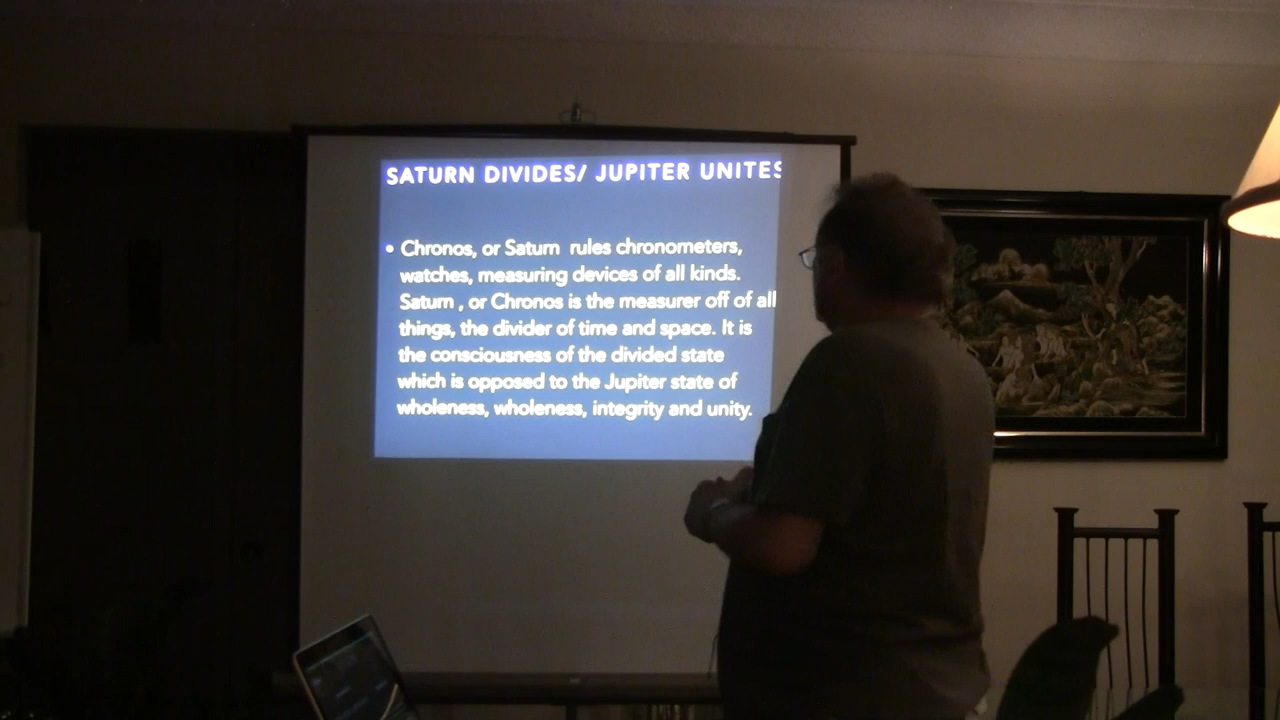 SATURN DIVIDES/ JUPITER UNITES
• Chronos, or Saturn rules chronometers,
watches, measuring devices of all kinds.
Saturn , or Chronos is the measurer off of all
things, the divider of time and space. It is
the consciousness of the divided state
which is opposed to the Jupiter state of
wholeness, wholeness, integrity and unity.